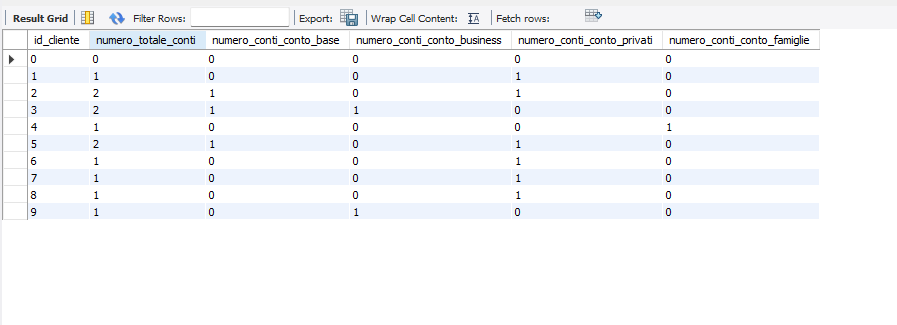 Result Grid Filter Rows: Export: Wrap Cell Content: IA Fetch rows:
id_cliente numero_totale_conti numero_conti_conto_base numero_conti_conto_business numero_conti_conto_privati numero_conti_conto_famiglie
0 0 0 0 0 0
1 1 0 0 1 0
2 2 1 0 1 0
3 2 1 1 0 0
4 1 0 0 0 1
5 2 1 0 1 0
6 1 0 0 1 0
7 1 0 0 1 0
8 1 0 0 1 0
9 1 0 1 0 0